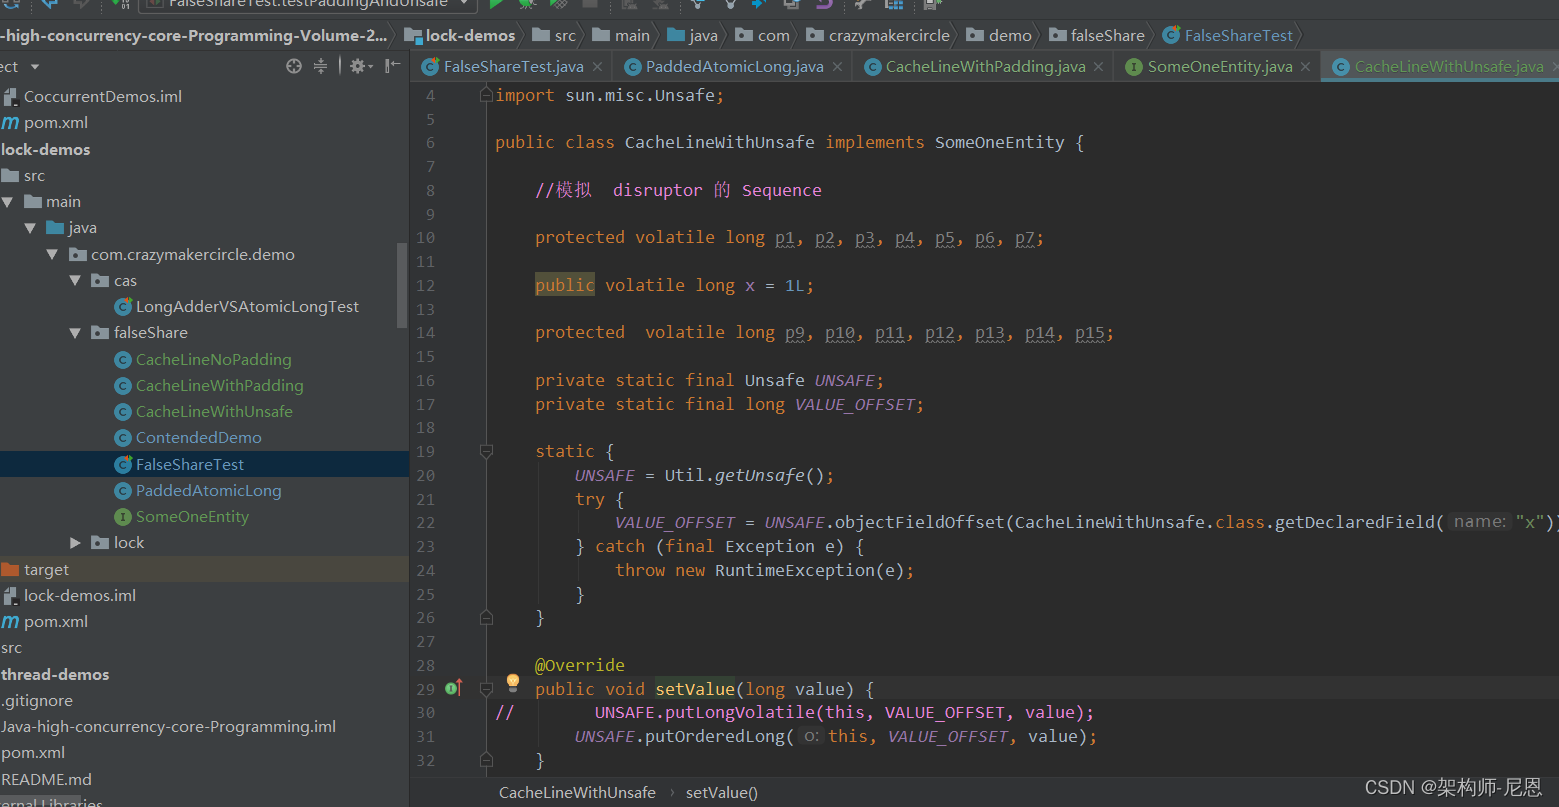 FalseShareTest.testPaddingAndUnsafe
-high-concurrency-core-Programming-Volume-2... lock-demos src main java com crazymakercircle demo falseShare FalseShareTest
ect
FalseShareTest.java PaddedAtomicLong.java CacheLineWithPadding.java SomeOneEntity.java CacheLineWithUnsafe.java
CoccurrentDemos.iml
pom.xml
lock-demos
src
main
java
com.crazymakercircle.demo
cas
LongAdderVSAtomicLongTest
falseShare
CacheLineNoPadding
CacheLineWithPadding
CacheLineWithUnsafe
ContendedDemo
FalseShareTest
PaddedAtomicLong
SomeOneEntity
lock
target
lock-demos.iml
pom.xml
src
thread-demos
.gitignore
Java-high-concurrency-core-Programming.iml
pom.xml
README.md
ernal Libraries
4 import sun.misc.Unsafe;
5
6 public class CacheLineWithUnsafe implements SomeOneEntity {
7
8 //模拟 disruptor 的 Sequence
9
10 protected volatile long p1, p2, p3, p4, p5, p6, p7;
11
12 public volatile long x = 1L;
13
14 protected volatile long p9, p10, p11, p12, p13, p14, p15;
15
16 private static final Unsafe UNSAFE;
17 private static final long VALUE_OFFSET;
18
19 static {
20 UNSAFE = Util.getUnsafe();
21 try {
22 VALUE_OFFSET = UNSAFE.objectFieldOffset(CacheLineWithUnsafe.class.getDeclaredField( name: "x"))
23 } catch (final Exception e) {
24 throw new RuntimeException(e);
25 }
26 }
27
28 @Override
29 public void setValue(long value) {
30 // UNSAFE.putLongVolatile(this, VALUE_OFFSET, value);
31 UNSAFE.putOrderedLong( o: this, VALUE_OFFSET, value);
32 }
CacheLineWithUnsafe › setValue()
CSDN @架构师-尼恩